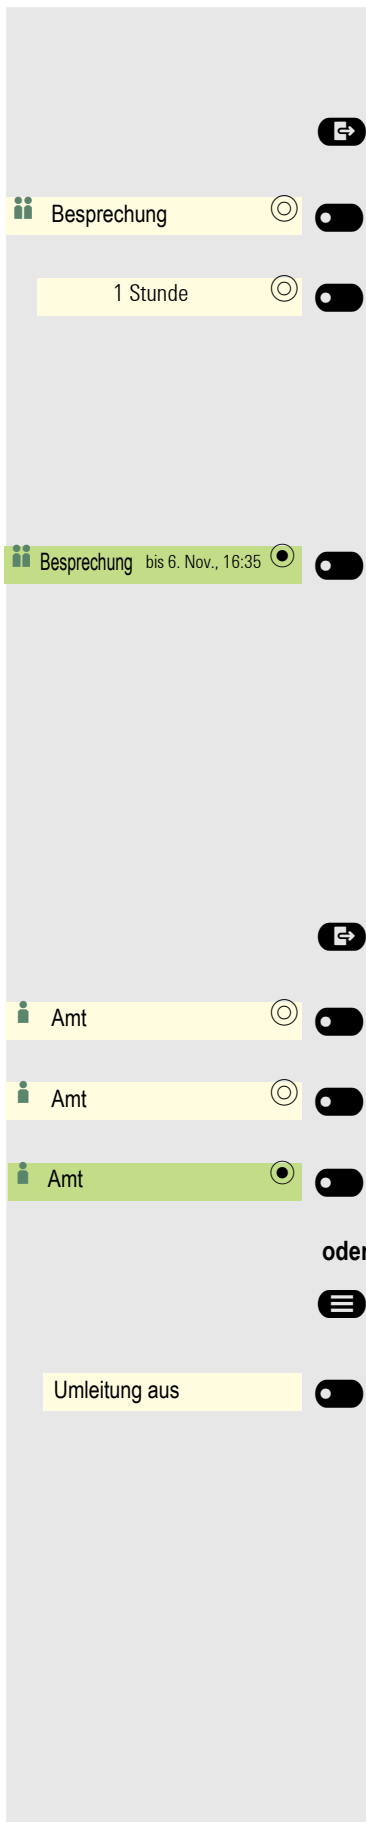 Besprechung
1 Stunde
Besprechung bis 6. Nov., 16:35
Amt
Amt
Amt
oder
Umleitung aus